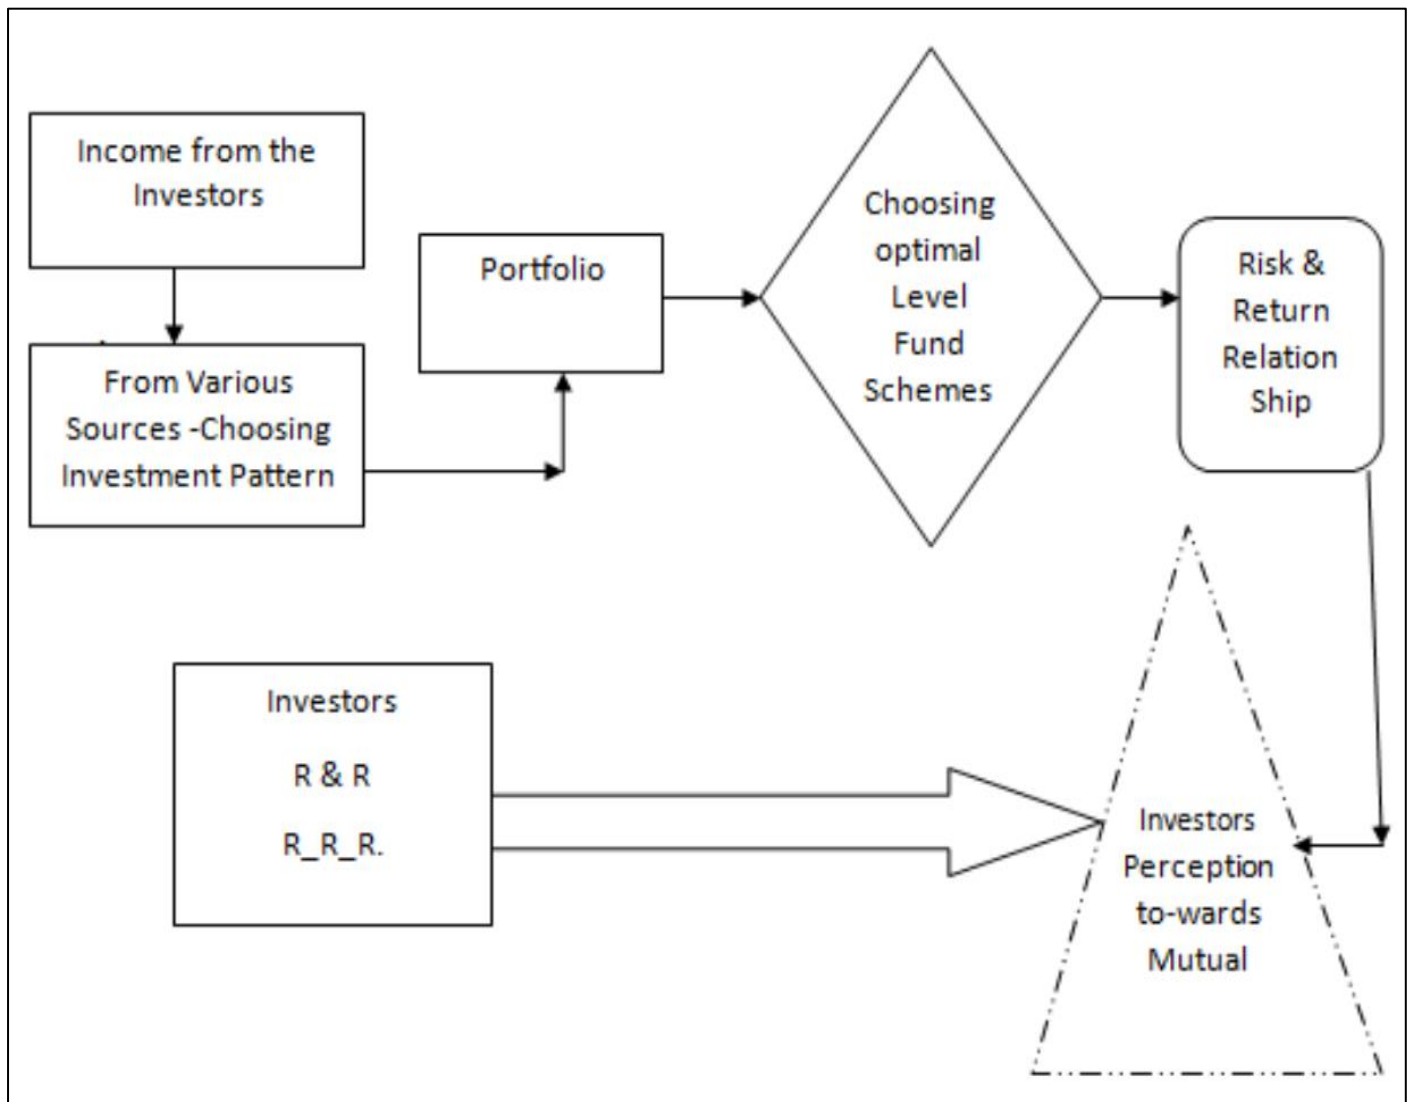 Income from the
Investors
From Various
Sources -Choosing
Investment Pattern
Portfolio
Choosing
optimal
Level
Fund
Schemes
Risk &
Return
Relation
Ship
Investors
R & R
R_R_R.
Investors
Perception
to-wards
Mutual